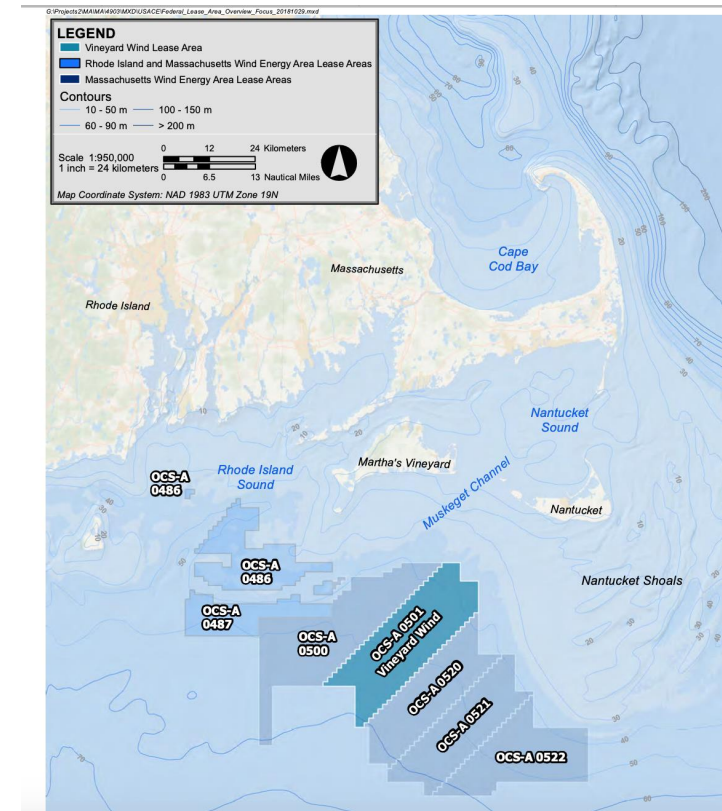 G:\Projects2\MA\MA\4903\MXD\USACE\Federal_Lease_Area_Overview_Focus_20181029.mxd
LEGEND
Vineyard Wind Lease Area
Rhode Island and Massachusetts Wind Energy Area Lease Areas
Massachusetts Wind Energy Area Lease Areas
Contours
10 - 50 m
100 - 150 m
60 - 90 m
> 200 m
0 12 24 Kilometers
Scale 1:950,000
1 inch = 24 kilometers
0 6.5 13 Nautical Miles
Map Coordinate System: NAD 1983 UTM Zone 19N
Cape
Cod Bay
Massachusetts
Rhode Island
Nantucket
Sound
Martha's Vineyard
Rhode Island
Sound
OCS-A
0486
Muskeget Channel
Nantucket
OCS-A
0486
Nantucket Shoals
OCS-A
0487
OCS-A
0500
OCS-A 0501
Vineyard Wind
OCS-A 0520
OCS-A 0521
OCS-A 0522